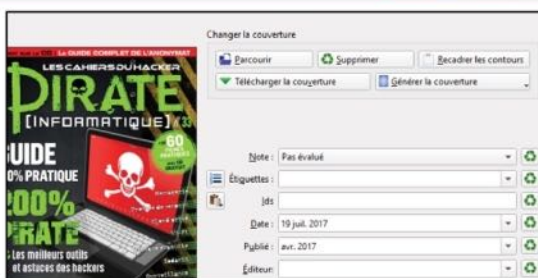 LE GUIDE COMPLET DE L'ANONYMAT
LES CAHIERS DU HACKER
PIRATE
[INFORMATIQUE] // 33
60
GUIDE
0% PRATIQUE
200%
PIRATE
Les meilleurs outils
et astuces des hackers
Changer la couverture
Parcourir
Supprimer
Recadrer les contours
Télécharger la couverture
Générer la couverture
Note : Pas évalué
Étiquettes :
Ids
Date : 19 juil. 2017
Publié : avr. 2017
Éditeur: